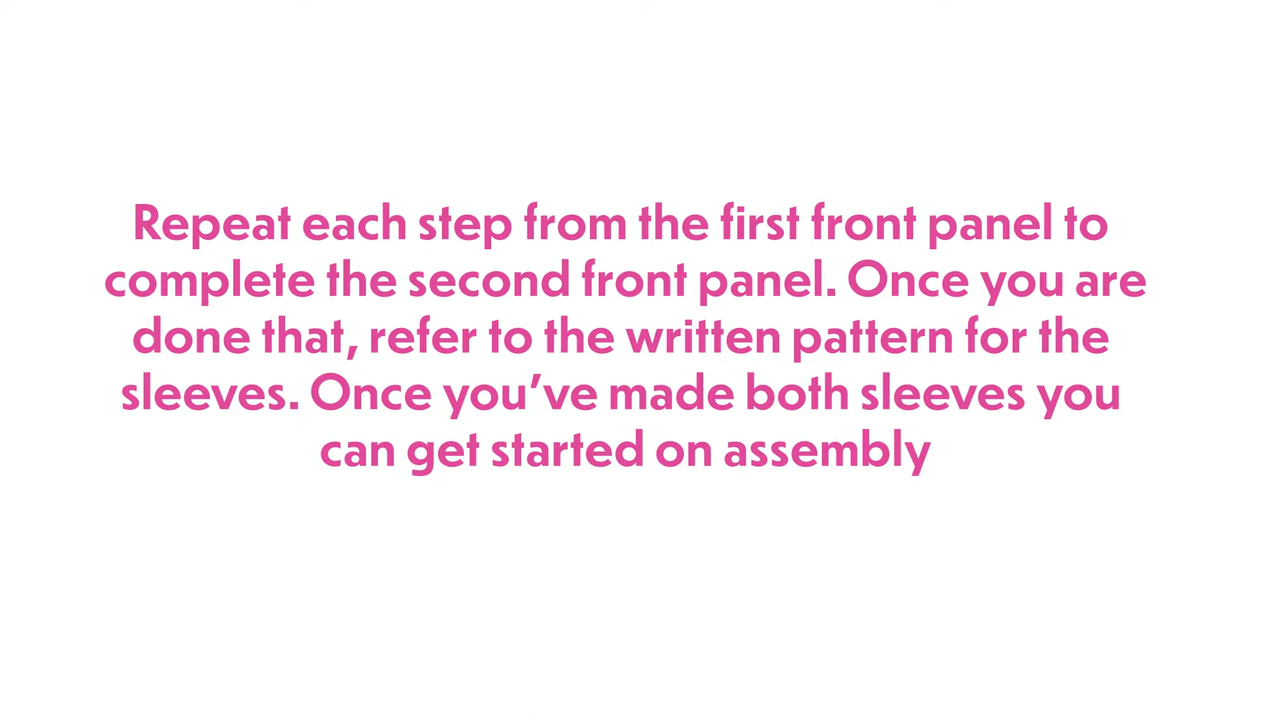 Repeat each step from the first front panel to
complete the second front panel. Once you are
done that, refer to the written pattern for the
sleeves. Once you’ve made both sleeves you
can get started on assembly